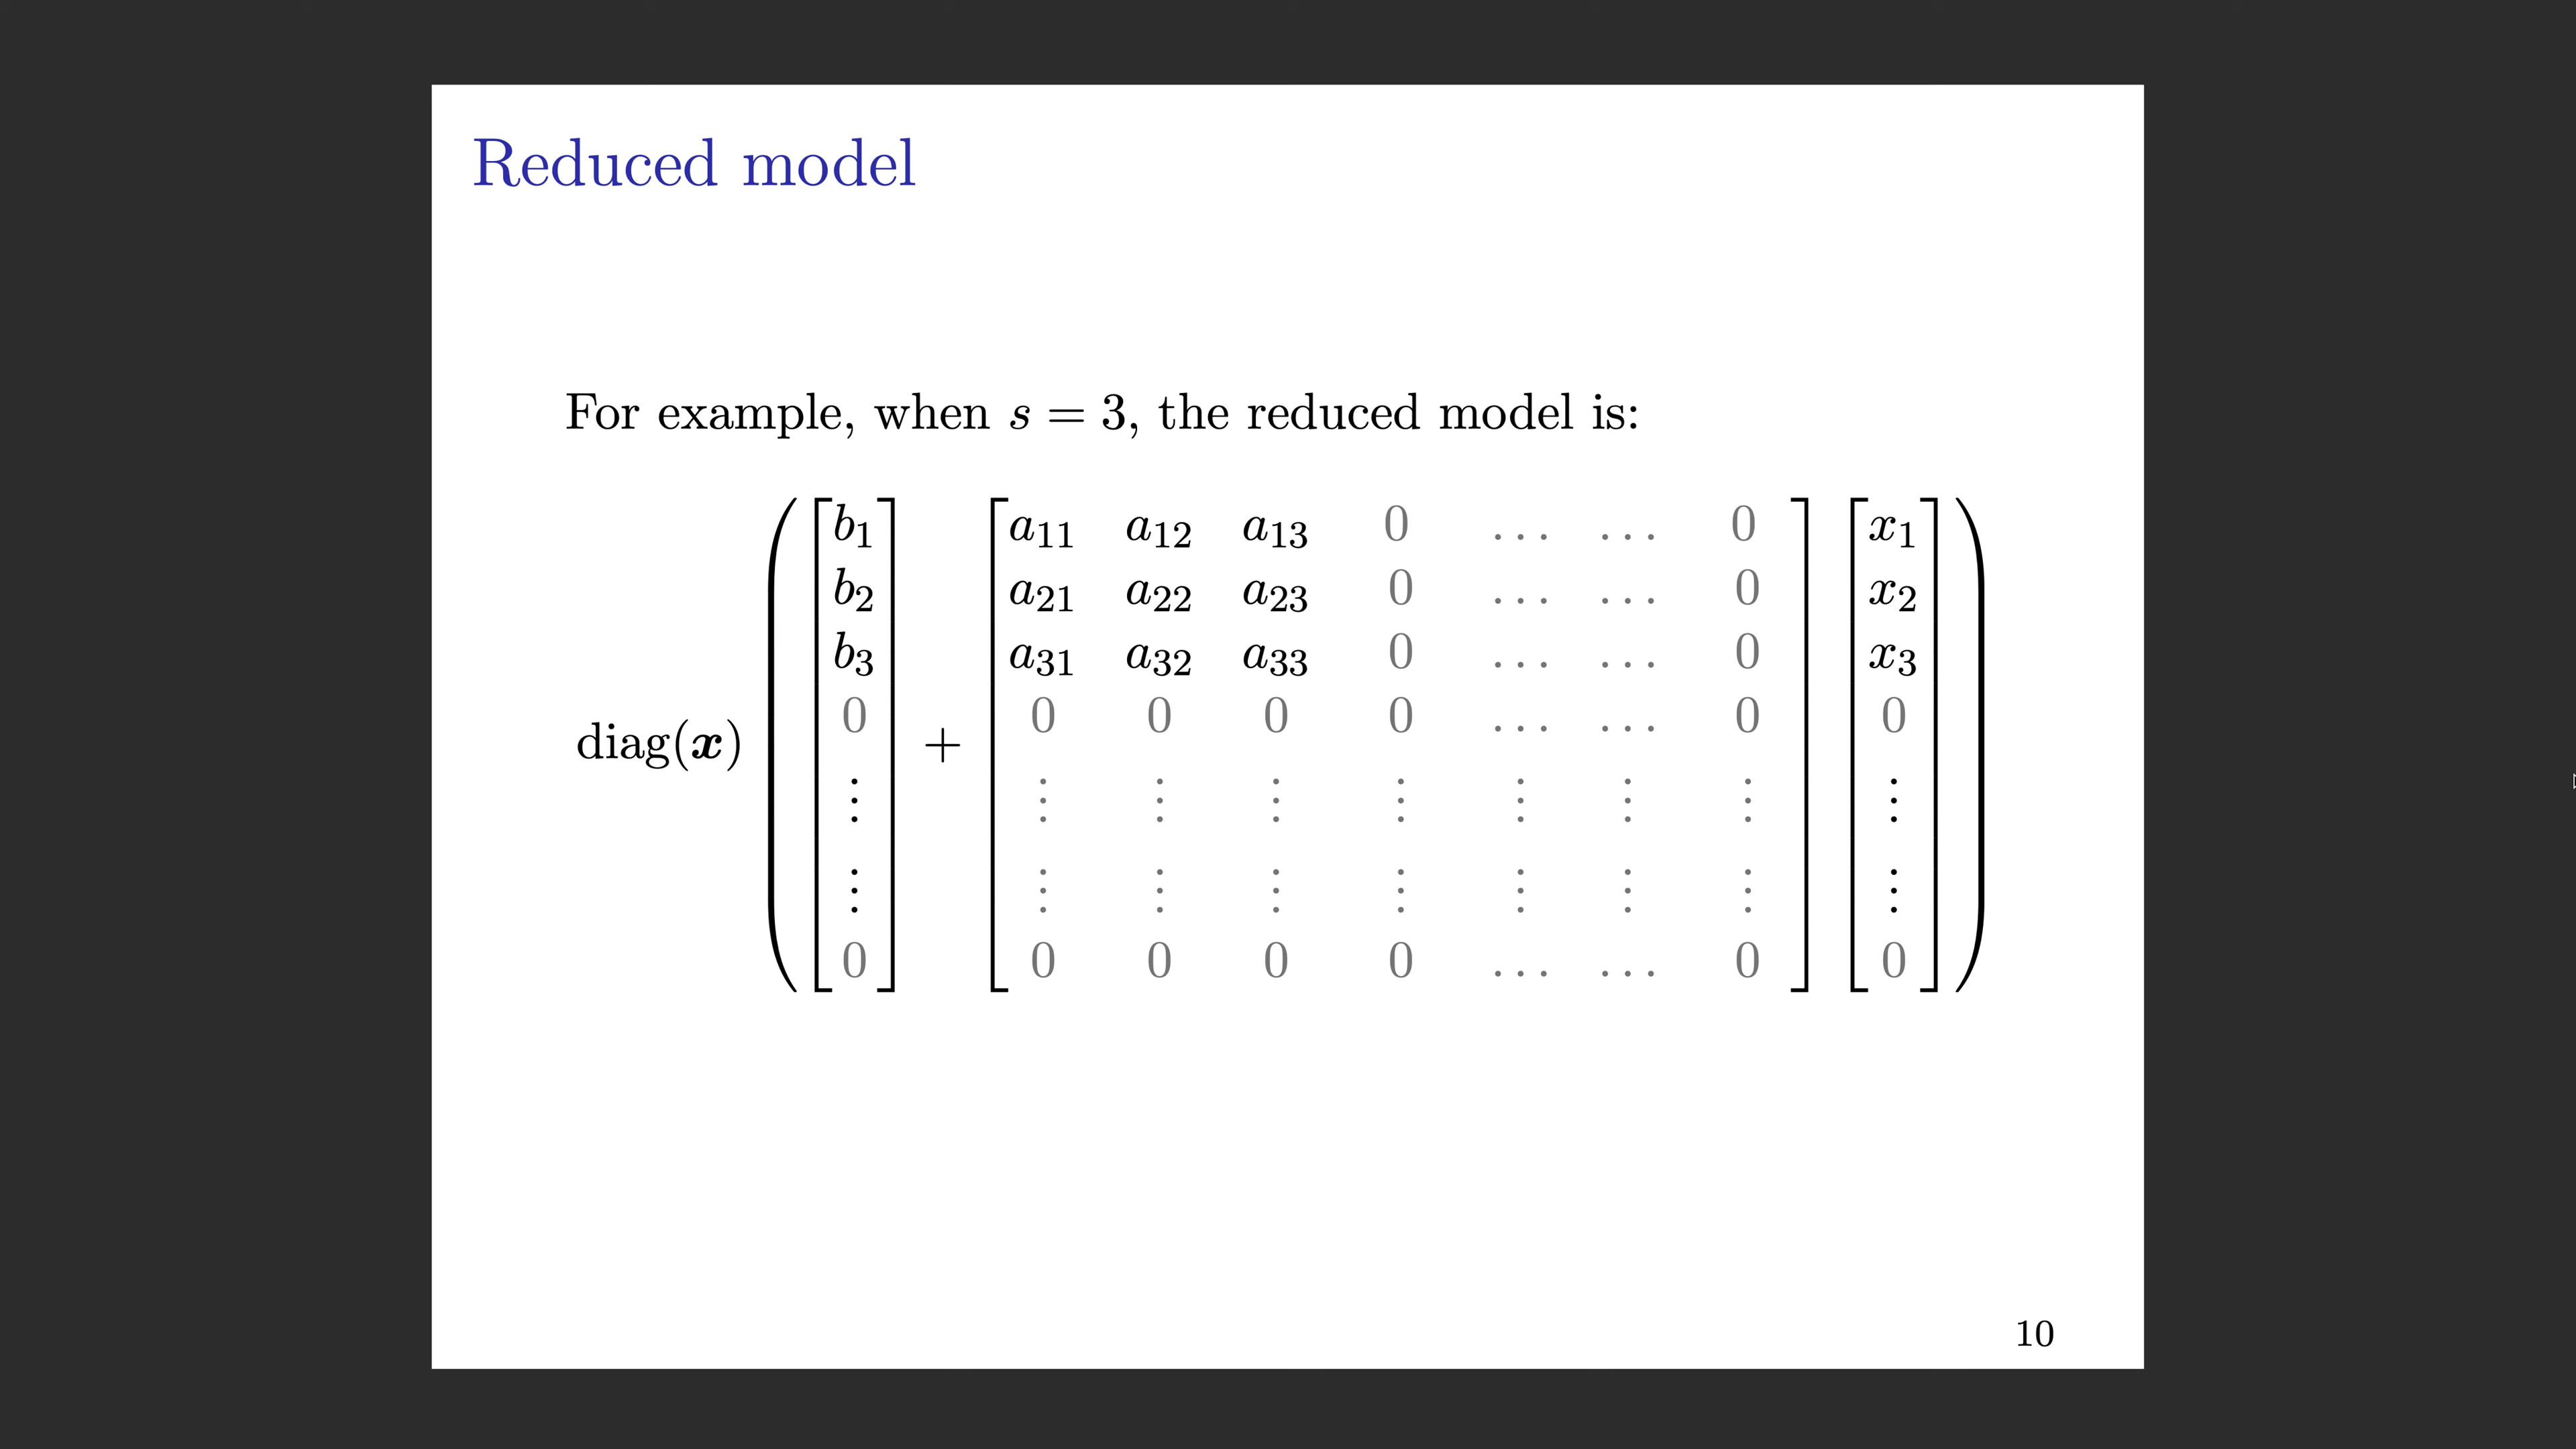 Reduced model
For example, when s = 3, the reduced model is:
b₁ a₁₁ a₁₂ a₁₃ 0 … … 0 x₁
b₂ a₂₁ a₂₂ a₂₃ 0 … … 0 x₂
b₃ a₃₁ a₃₂ a₃₃ 0 … … 0 x₃
0 0 0 0 0 … … 0 0
diag(x) ( [ ] + [ ] [ ] )
⋮ ⋮ ⋮ ⋮ ⋮ ⋮ ⋮ ⋮ ⋮
⋮ ⋮ ⋮ ⋮ ⋮ ⋮ ⋮ ⋮ ⋮
0 0 0 0 0 … … 0 0
10